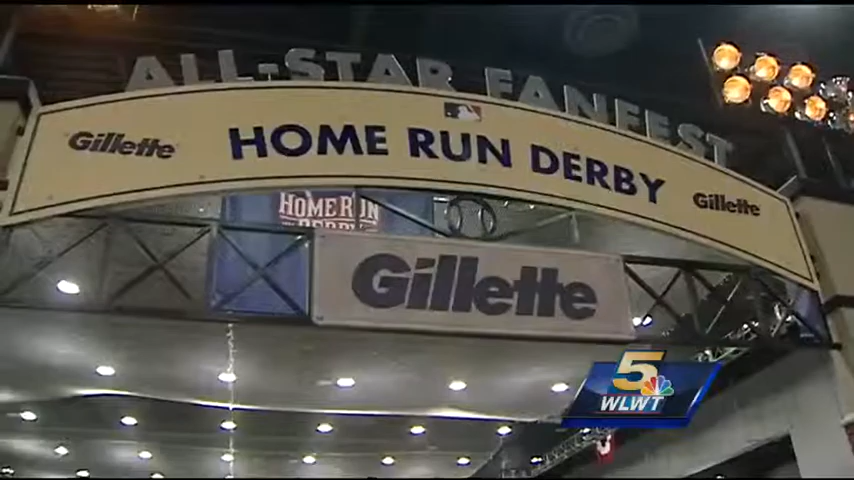 ALL-STAR FANFEST
Gillette HOME RUN DERBY Gillette
HOME RUN
DERBY
Gillette
5
WLWT